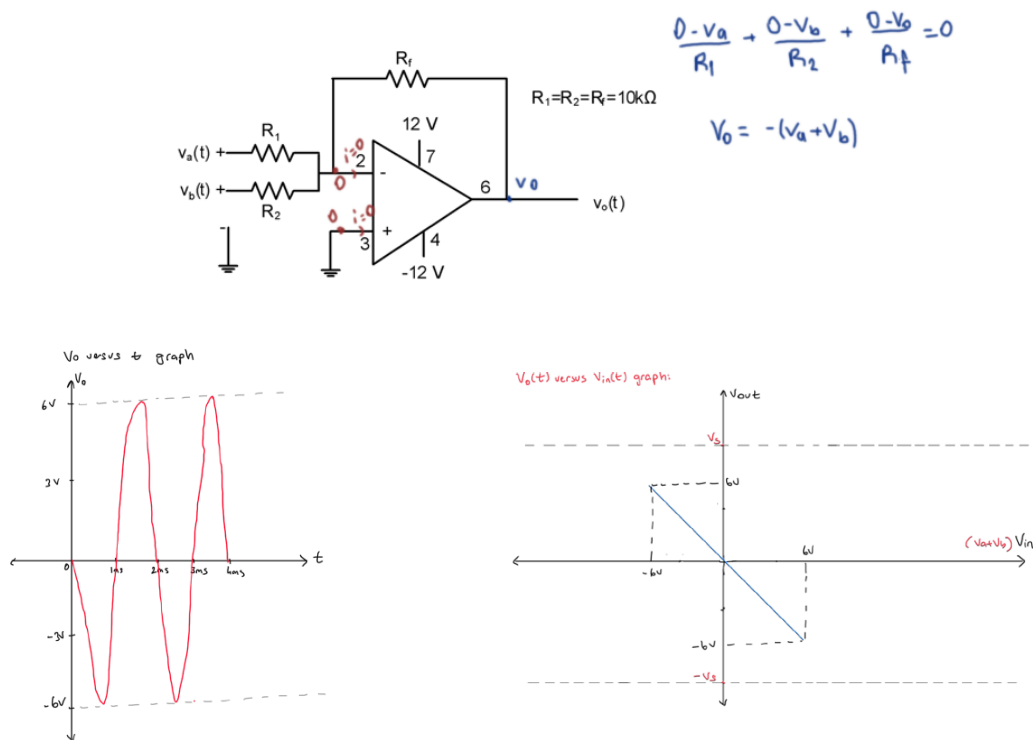 0-Va/R1 + 0-Vb/R2 + 0-Vo/Rf =0
Vo = -(Va+Vb)
Rf
R1=R2=Rf=10kΩ
12 V
R1
va(t) +
i=0
2
7
-
0
vb(t) +
R2
6
vo
vo(t)
0
i=0
+
3
4
-
-12 V
Vo versus t graph
Vo
6V
3V
0
1ms
2ms
3ms
4ms
t
-3V
-6V
Vo(t) versus Vin(t) graph:
Vout
Vs
6V
(Va+Vb) Vin
-6V
6V
-6V
-Vs